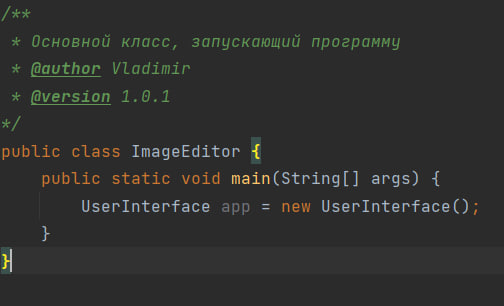 /**
 * Основной класс, запускающий программу
 * @author Vladimir
 * @version 1.0.1
*/
public class ImageEditor {
    public static void main(String[] args) {
        UserInterface app = new UserInterface();
    }
}